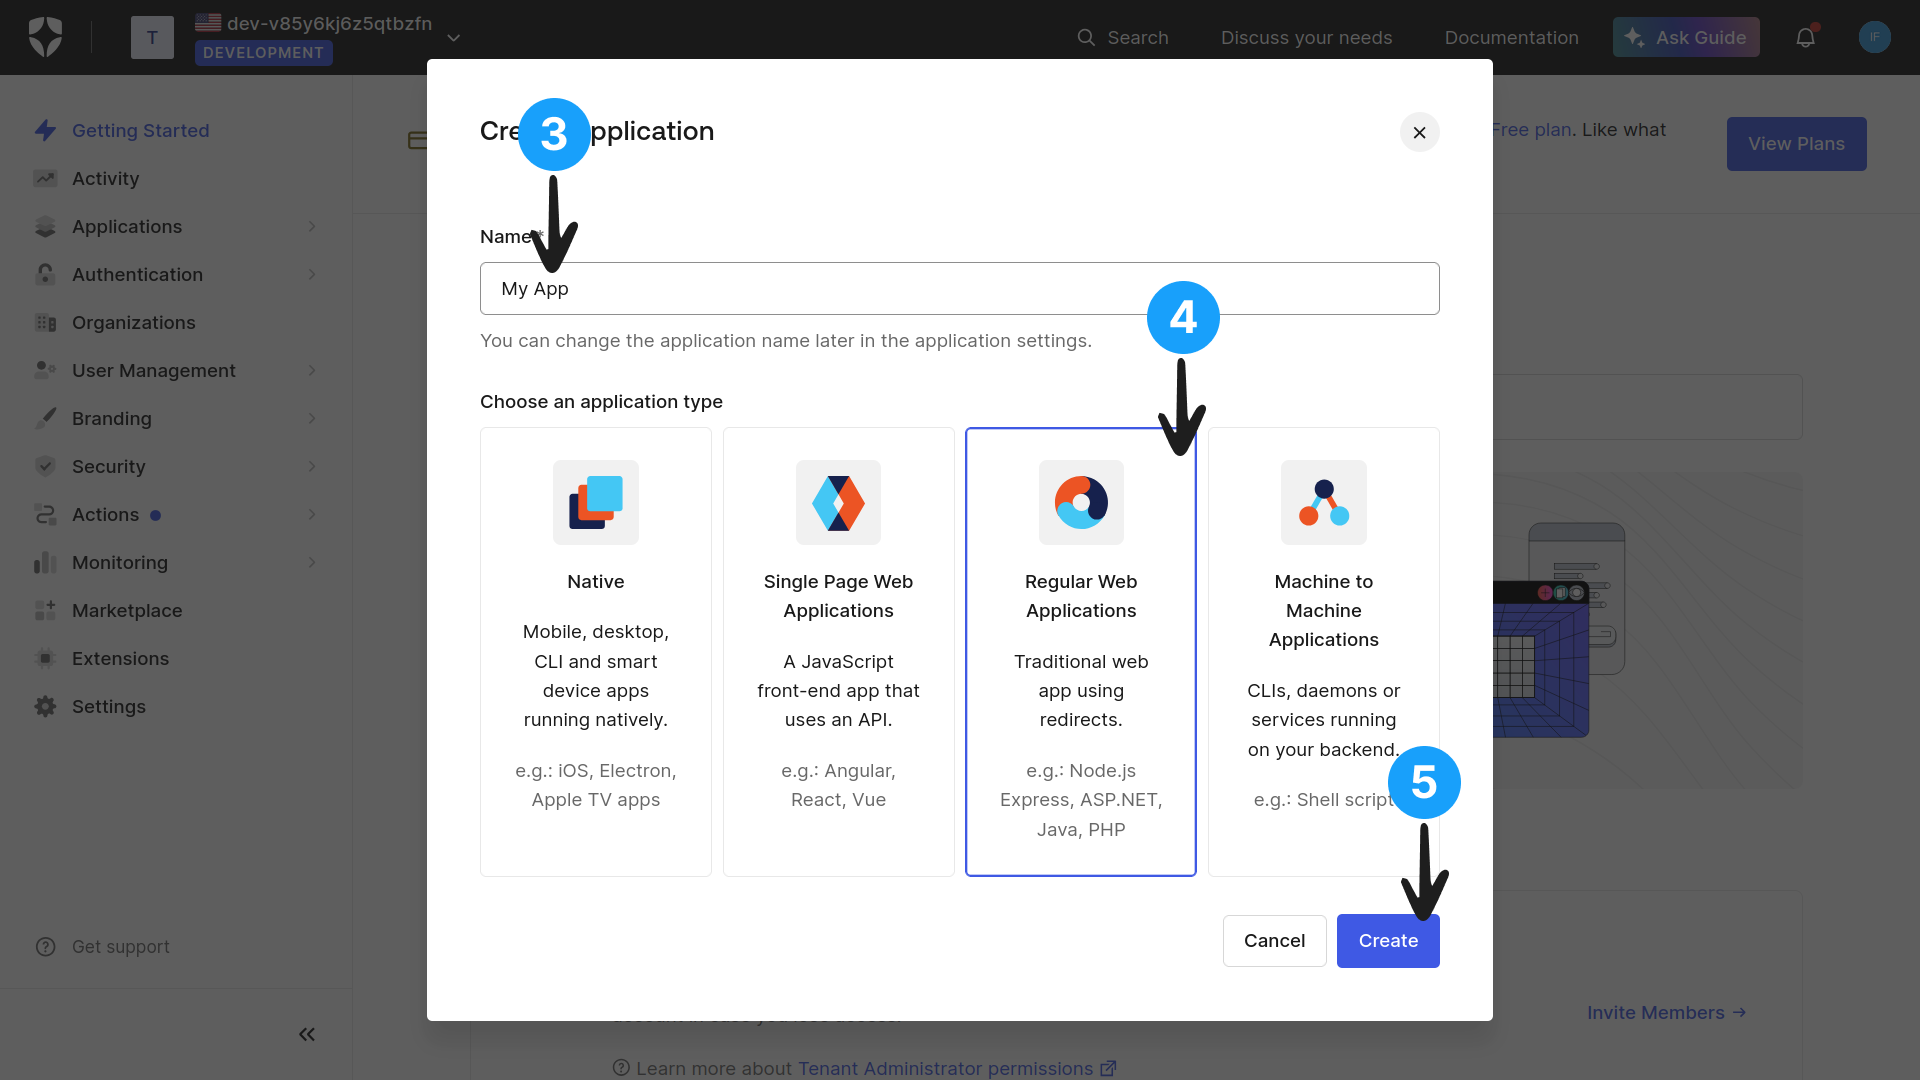 T
dev-v85y6kj6z5qtbzfn
DEVELOPMENT
Search
Discuss your needs
Documentation
Ask Guide
IF
Getting Started
Activity
Applications
Authentication
Organizations
User Management
Branding
Security
Actions
Monitoring
Marketplace
Extensions
Settings
Get support
Free plan. Like what
View Plans
3
Name *
My App
You can change the application name later in the application settings.
4
Choose an application type
Native
Mobile, desktop,
CLI and smart
device apps
running natively.
e.g.: iOS, Electron,
Apple TV apps
Single Page Web
Applications
A JavaScript
front-end app that
uses an API.
e.g.: Angular,
React, Vue
Regular Web
Applications
Traditional web
app using
redirects.
e.g.: Node.js
Express, ASP.NET,
Java, PHP
Machine to
Machine
Applications
CLIs, daemons or
services running
on your backend.
e.g.: Shell script
5
Cancel
Create
Invite Members →
Learn more about Tenant Administrator permissions